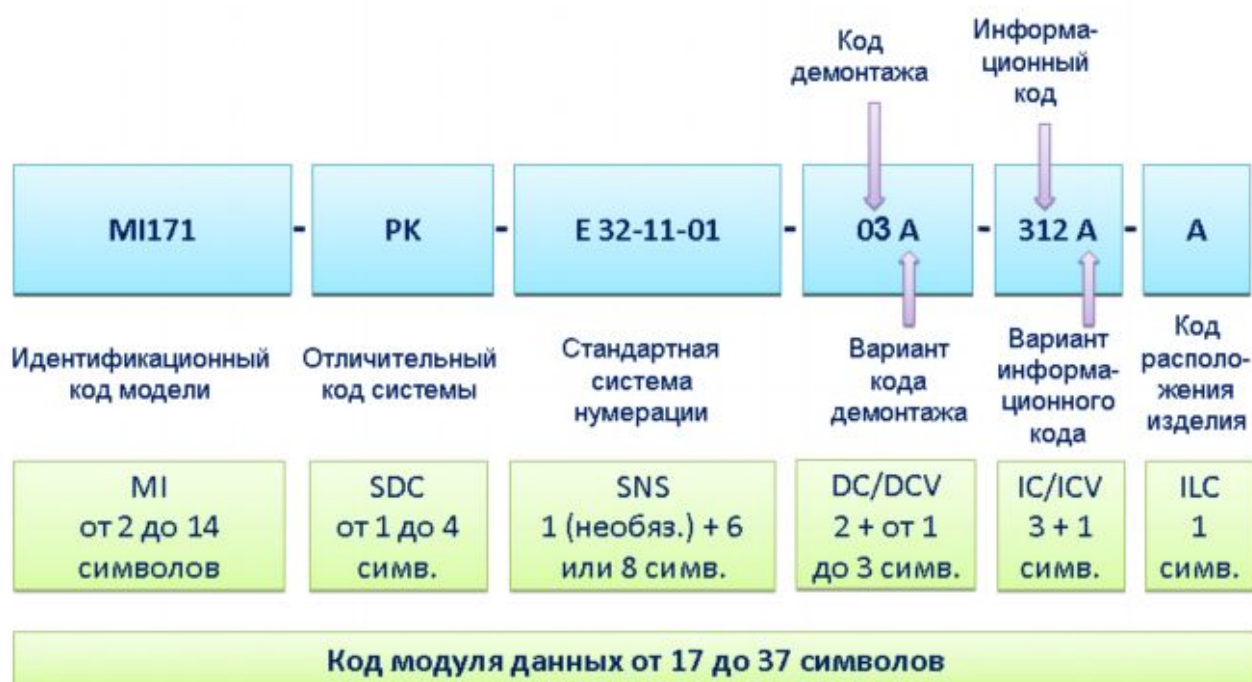 Код
демонтажа
Информа-
ционный
код
MI171 - PK - E 32-11-01 - 03 A - 312 A - A
Идентификационный
код модели
Отличительный
код системы
Стандартная
система
нумерации
Вариант
кода
демонтажа
Вариант
информа-
ционного
кода
Код
располо-
жения
изделия
MI
от 2 до 14
символов
SDC
от 1 до 4
симв.
SNS
1 (необяз.) + 6
или 8 симв.
DC/DCV
2 + от 1
до 3 симв.
IC/ICV
3 + 1
симв.
ILC
1
симв.
Код модуля данных от 17 до 37 символов